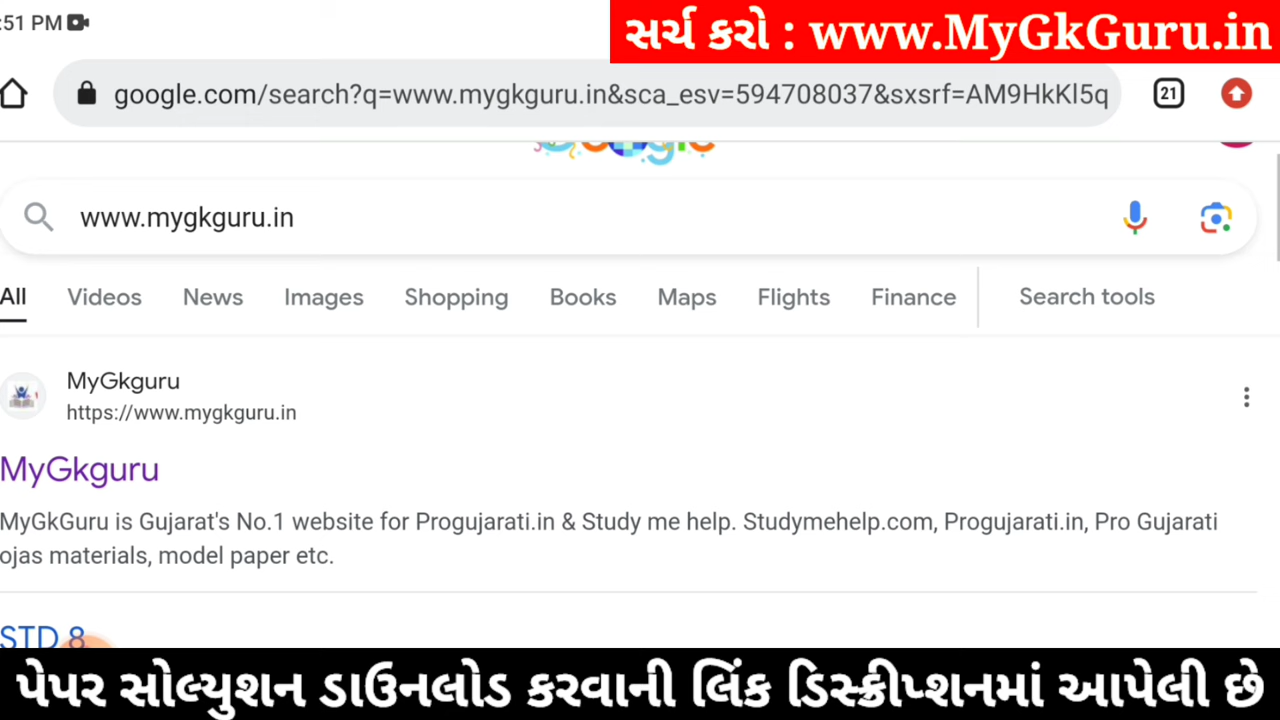 :51 PM
સર્ચ કરો : www.MyGkGuru.in
google.com/search?q=www.mygkguru.in&sca_esv=594708037&sxsrf=AM9HkKl5q
21
Google
www.mygkguru.in
All Videos News Images Shopping Books Maps Flights Finance Search tools
MyGkguru
https://www.mygkguru.in
MyGkguru
MyGkGuru is Gujarat's No.1 website for Progujarati.in & Study me help. Studymehelp.com, Progujarati.in, Pro Gujarati
ojas materials, model paper etc.
STD 8
પેપર સોલ્યુશન ડાઉનલોડ કરવાની લિંક ડિસ્ક્રીપ્શનમાં આપેલી છે